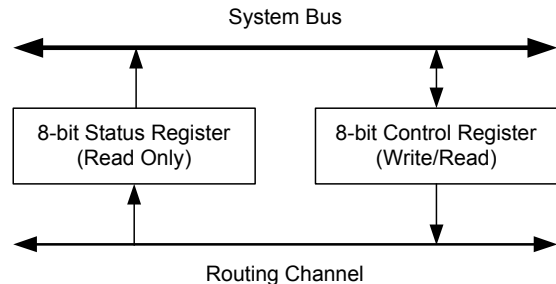 System Bus
8-bit Status Register
(Read Only)
8-bit Control Register
(Write/Read)
Routing Channel